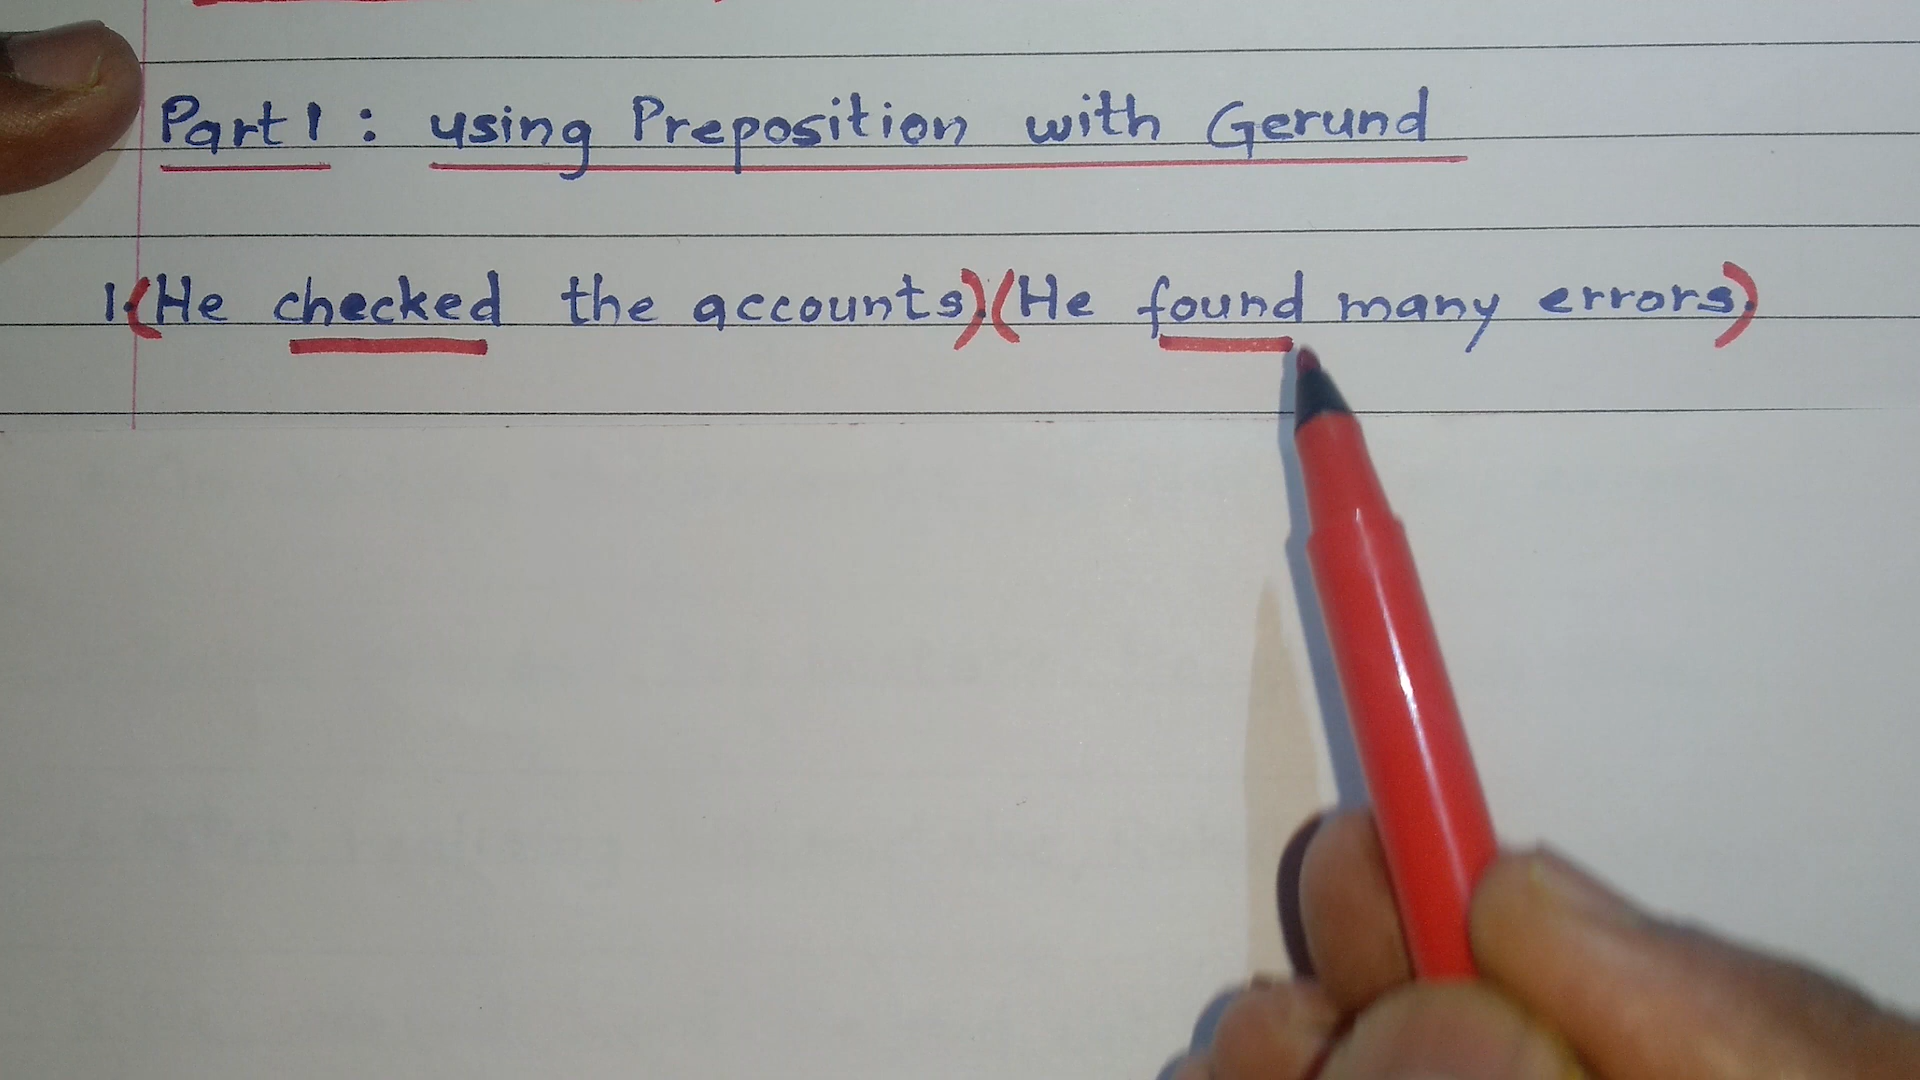 Part 1 : using Preposition with Gerund
1.(He checked the accounts).(He found many errors.)